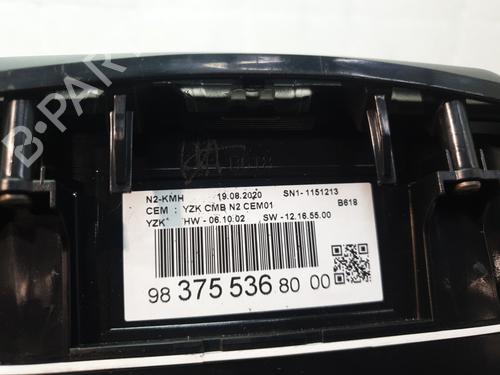 B-PARTS
N2-KMH 19.08.2020 SN1- 1151213
CEM : YZK CMB N2 CEM01 B618
YZK* HW - 06.10.02 SW - 12.16.55.00
98 375 536 80 00